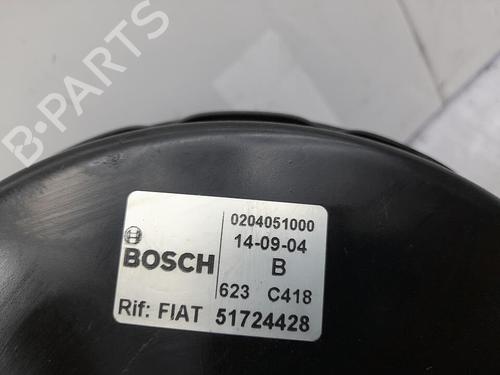 B-PARTS
0204051000
14-09-04
BOSCH B
623 C418
Rif: FIAT 51724428